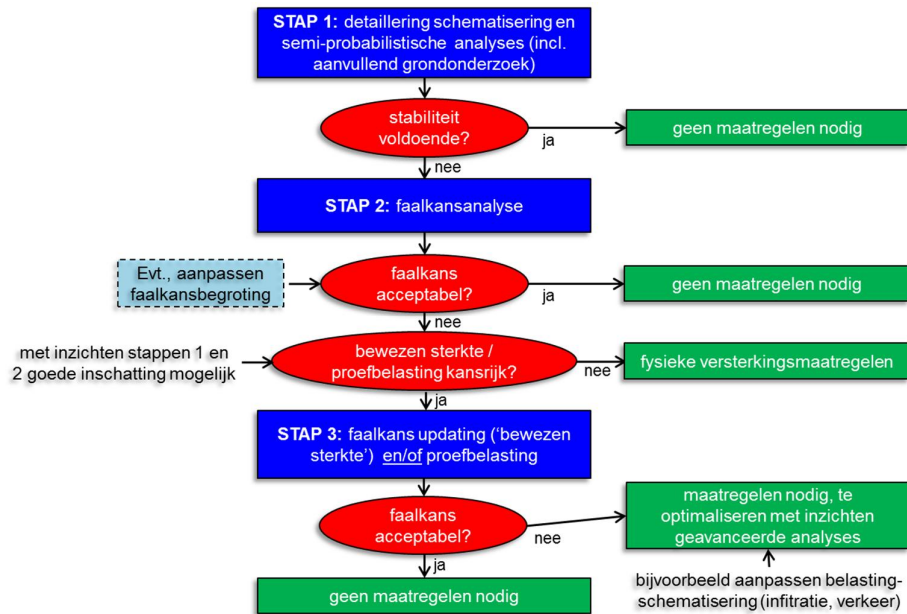 STAP 1: detaillering schematisering en
semi-probabilistische analyses (incl.
aanvullend grondonderzoek)
stabiliteit
voldoende?
ja
geen maatregelen nodig
nee
STAP 2: faalkansanalyse
Evt., aanpassen
faalkansbegroting
faalkans
acceptabel?
ja
geen maatregelen nodig
nee
met inzichten stappen 1 en
2 goede inschatting mogelijk
bewezen sterkte /
proefbelasting kansrijk?
nee
fysieke versterkingsmaatregelen
ja
STAP 3: faalkans updating (‘bewezen
sterkte’) en/of proefbelasting
faalkans
acceptabel?
nee
maatregelen nodig, te
optimaliseren met inzichten
geavanceerde analyses
ja
geen maatregelen nodig
bijvoorbeeld aanpassen belasting-
schematisering (infitratie, verkeer)